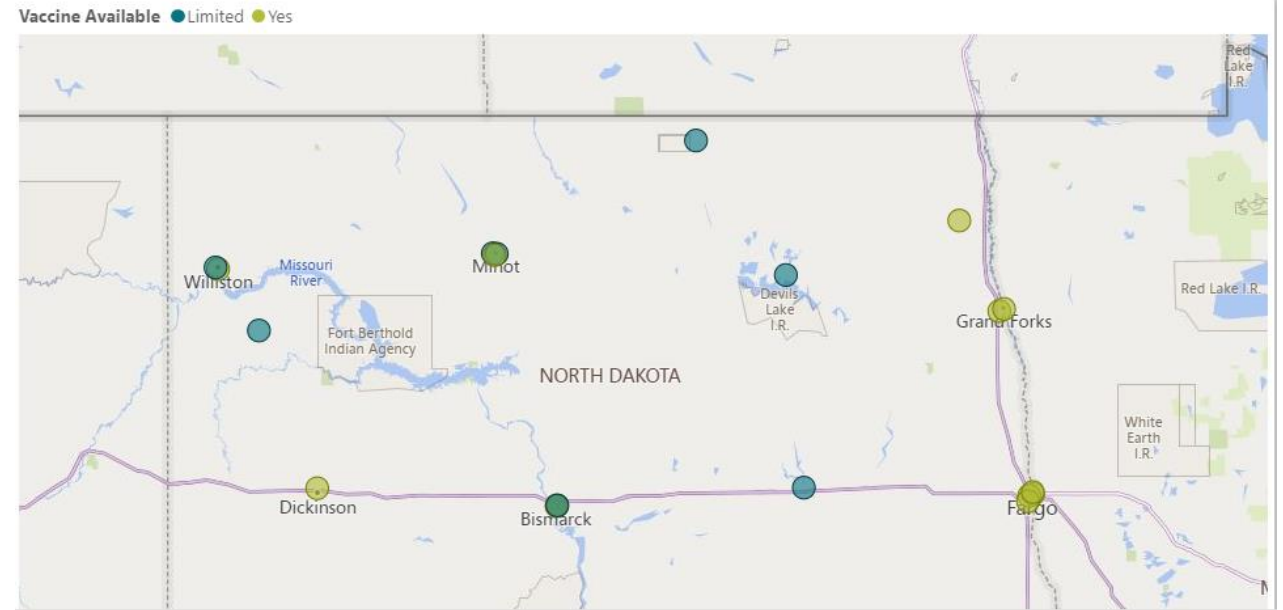 Vaccine Available Limited Yes
Red
Lake
I.R.
Williston
Missouri
River
Minot
Devils
Lake
I.R.
Grand Forks
Red Lake I.R.
Fort Berthold
Indian Agency
NORTH DAKOTA
White
Earth
I.R.
Dickinson
Bismarck
Fargo